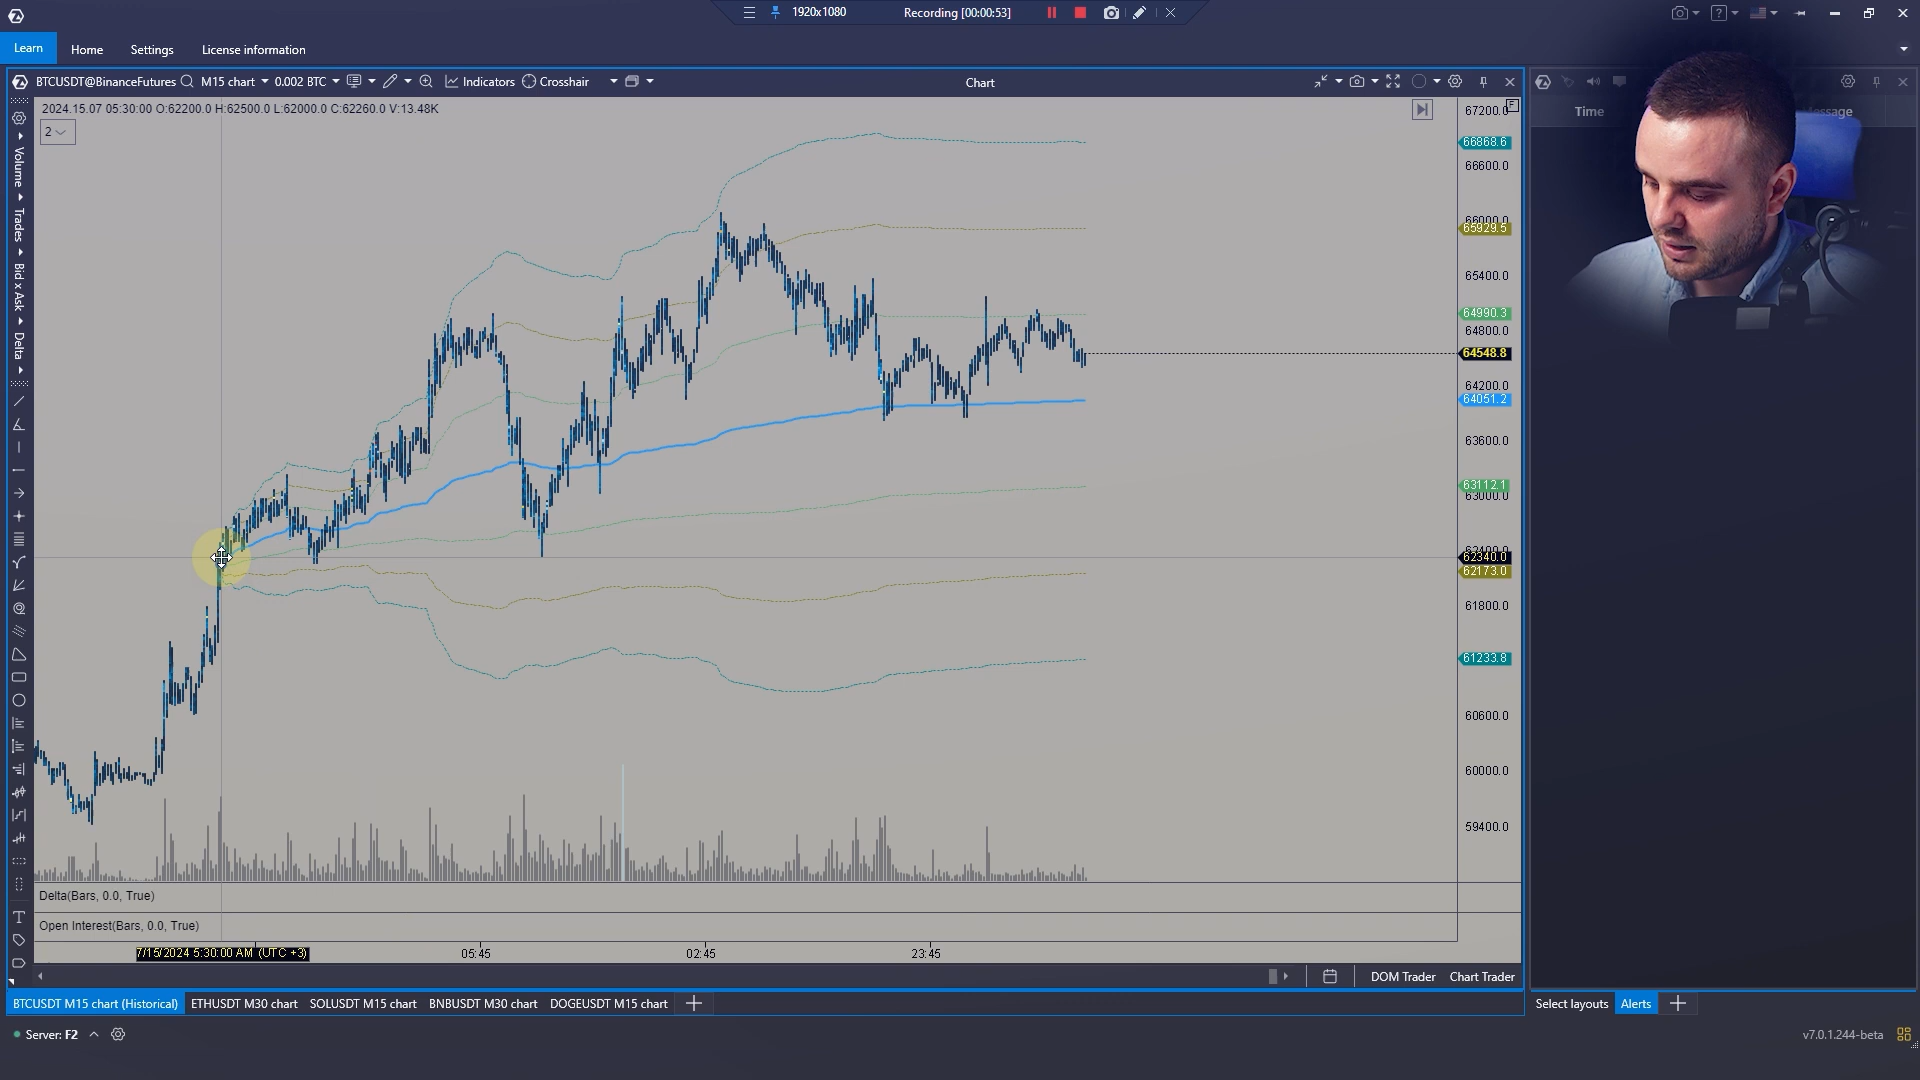 1920x1080 Recording [00:00:53]
Learn Home Settings License information
BTCUSDT@BinanceFutures M15 chart 0.002 BTC Indicators Crosshair Chart
2024.15.07 05:30:00 O:62200.0 H:62500.0 L:62000.0 C:62260.0 V:13.48K
2
Volume
Trades
Bid x Ask
Delta
67200.0
66868.6
66600.0
66000.0
65929.5
65400.0
64990.3
64800.0
64548.8
64200.0
64051.2
63600.0
63112.1
63000.0
62400.0
62340.0
62173.0
61800.0
61233.8
60600.0
60000.0
59400.0
Time
Delta(Bars, 0.0, True)
Open Interest(Bars, 0.0, True)
7/15/2024 5:30:00 AM (UTC +3) 05:45 02:45 23:45
DOM Trader Chart Trader
BTCUSDT M15 chart (Historical) ETHUSDT M30 chart SOLUSDT M15 chart BNBUSDT M30 chart DOGEUSDT M15 chart
Select layouts Alerts
Server: F2
v7.0.1.244-beta